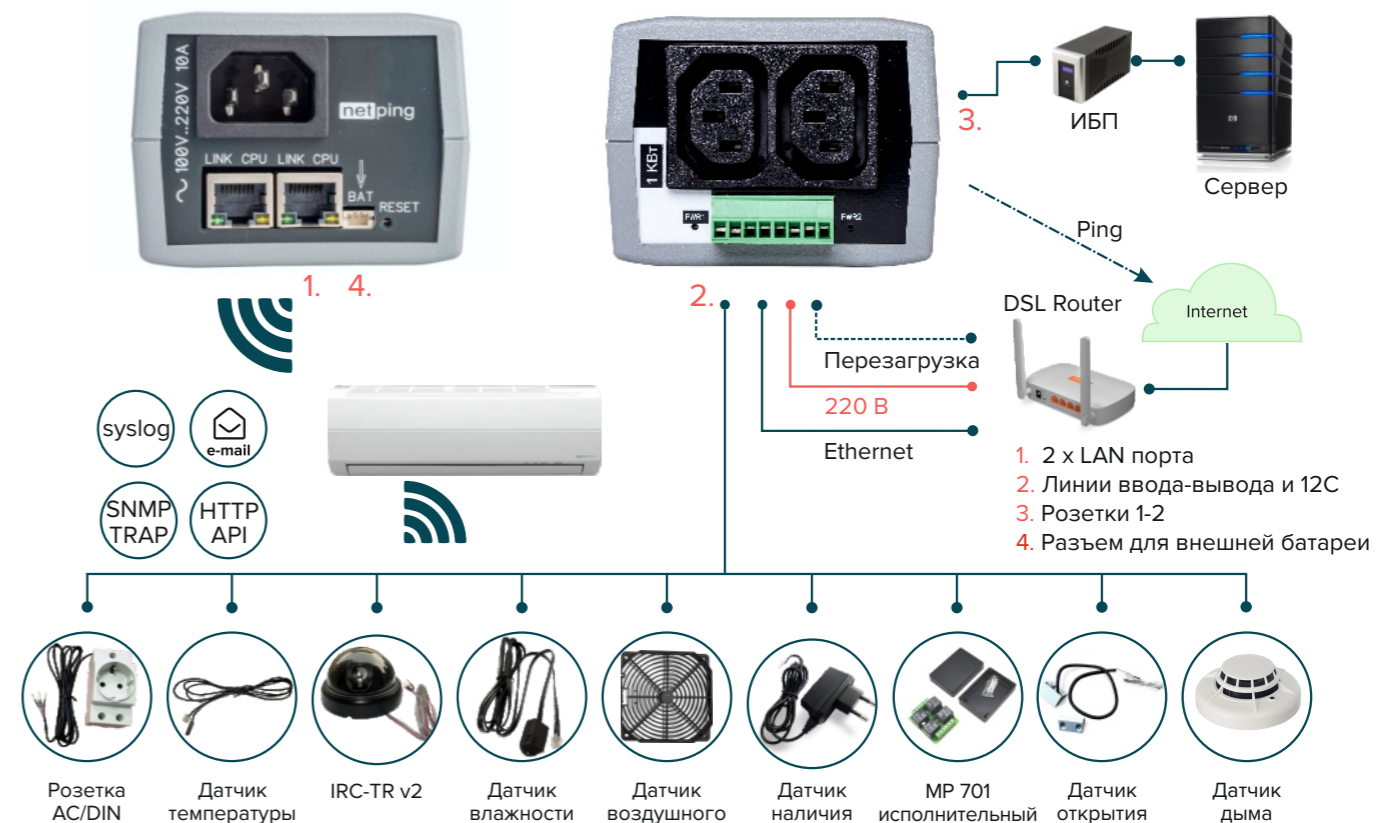 100V..220V 10A
netping
LINK CPU LINK CPU
BAT
RESET
1 КВт
PWR1
PWR2
1. 4.
2.
3.
ИБП
Сервер
Ping
Internet
DSL Router
Перезагрузка
220 В
Ethernet
syslog
e-mail
SNMP
TRAP
HTTP
API
1. 2 x LAN порта
2. Линии ввода-вывода и 12C
3. Розетки 1-2
4. Разъем для внешней батареи
Розетка
AC/DIN
Датчик
температуры
IRC-TR v2
Датчик
влажности
Датчик
воздушного
Датчик
наличия
MP 701
исполнительный
Датчик
открытия
Датчик
дыма